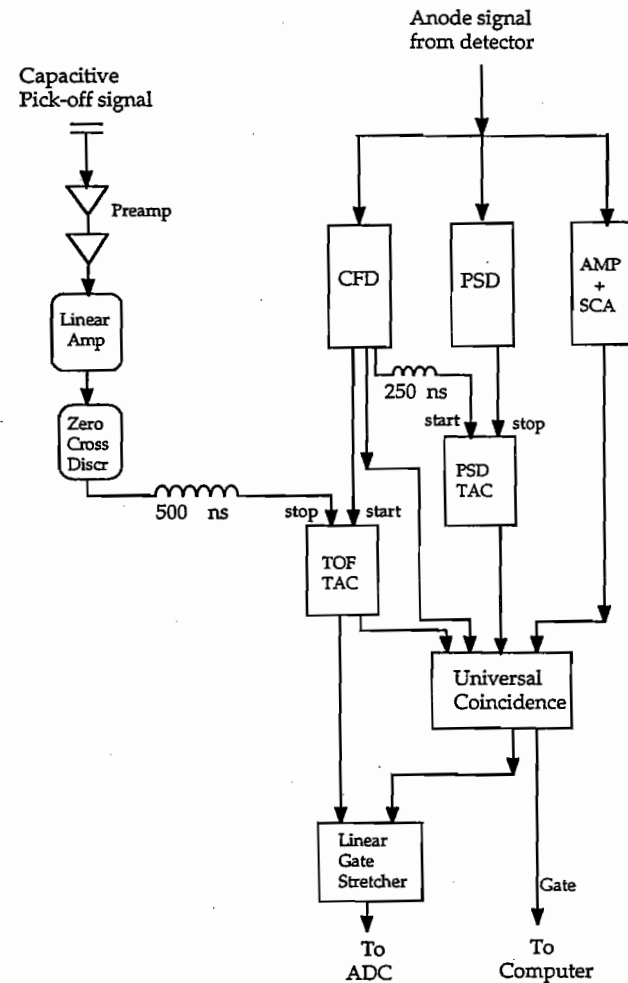 Anode signal
from detector
Capacitive
Pick-off signal
Preamp
Linear
Amp
Zero
Cross
Discr
500 ns
CFD
PSD
AMP
+
SCA
250 ns
start
stop
PSD
TAC
stop
start
TOF
TAC
Universal
Coincidence
Linear
Gate
Stretcher
Gate
To
ADC
To
Computer